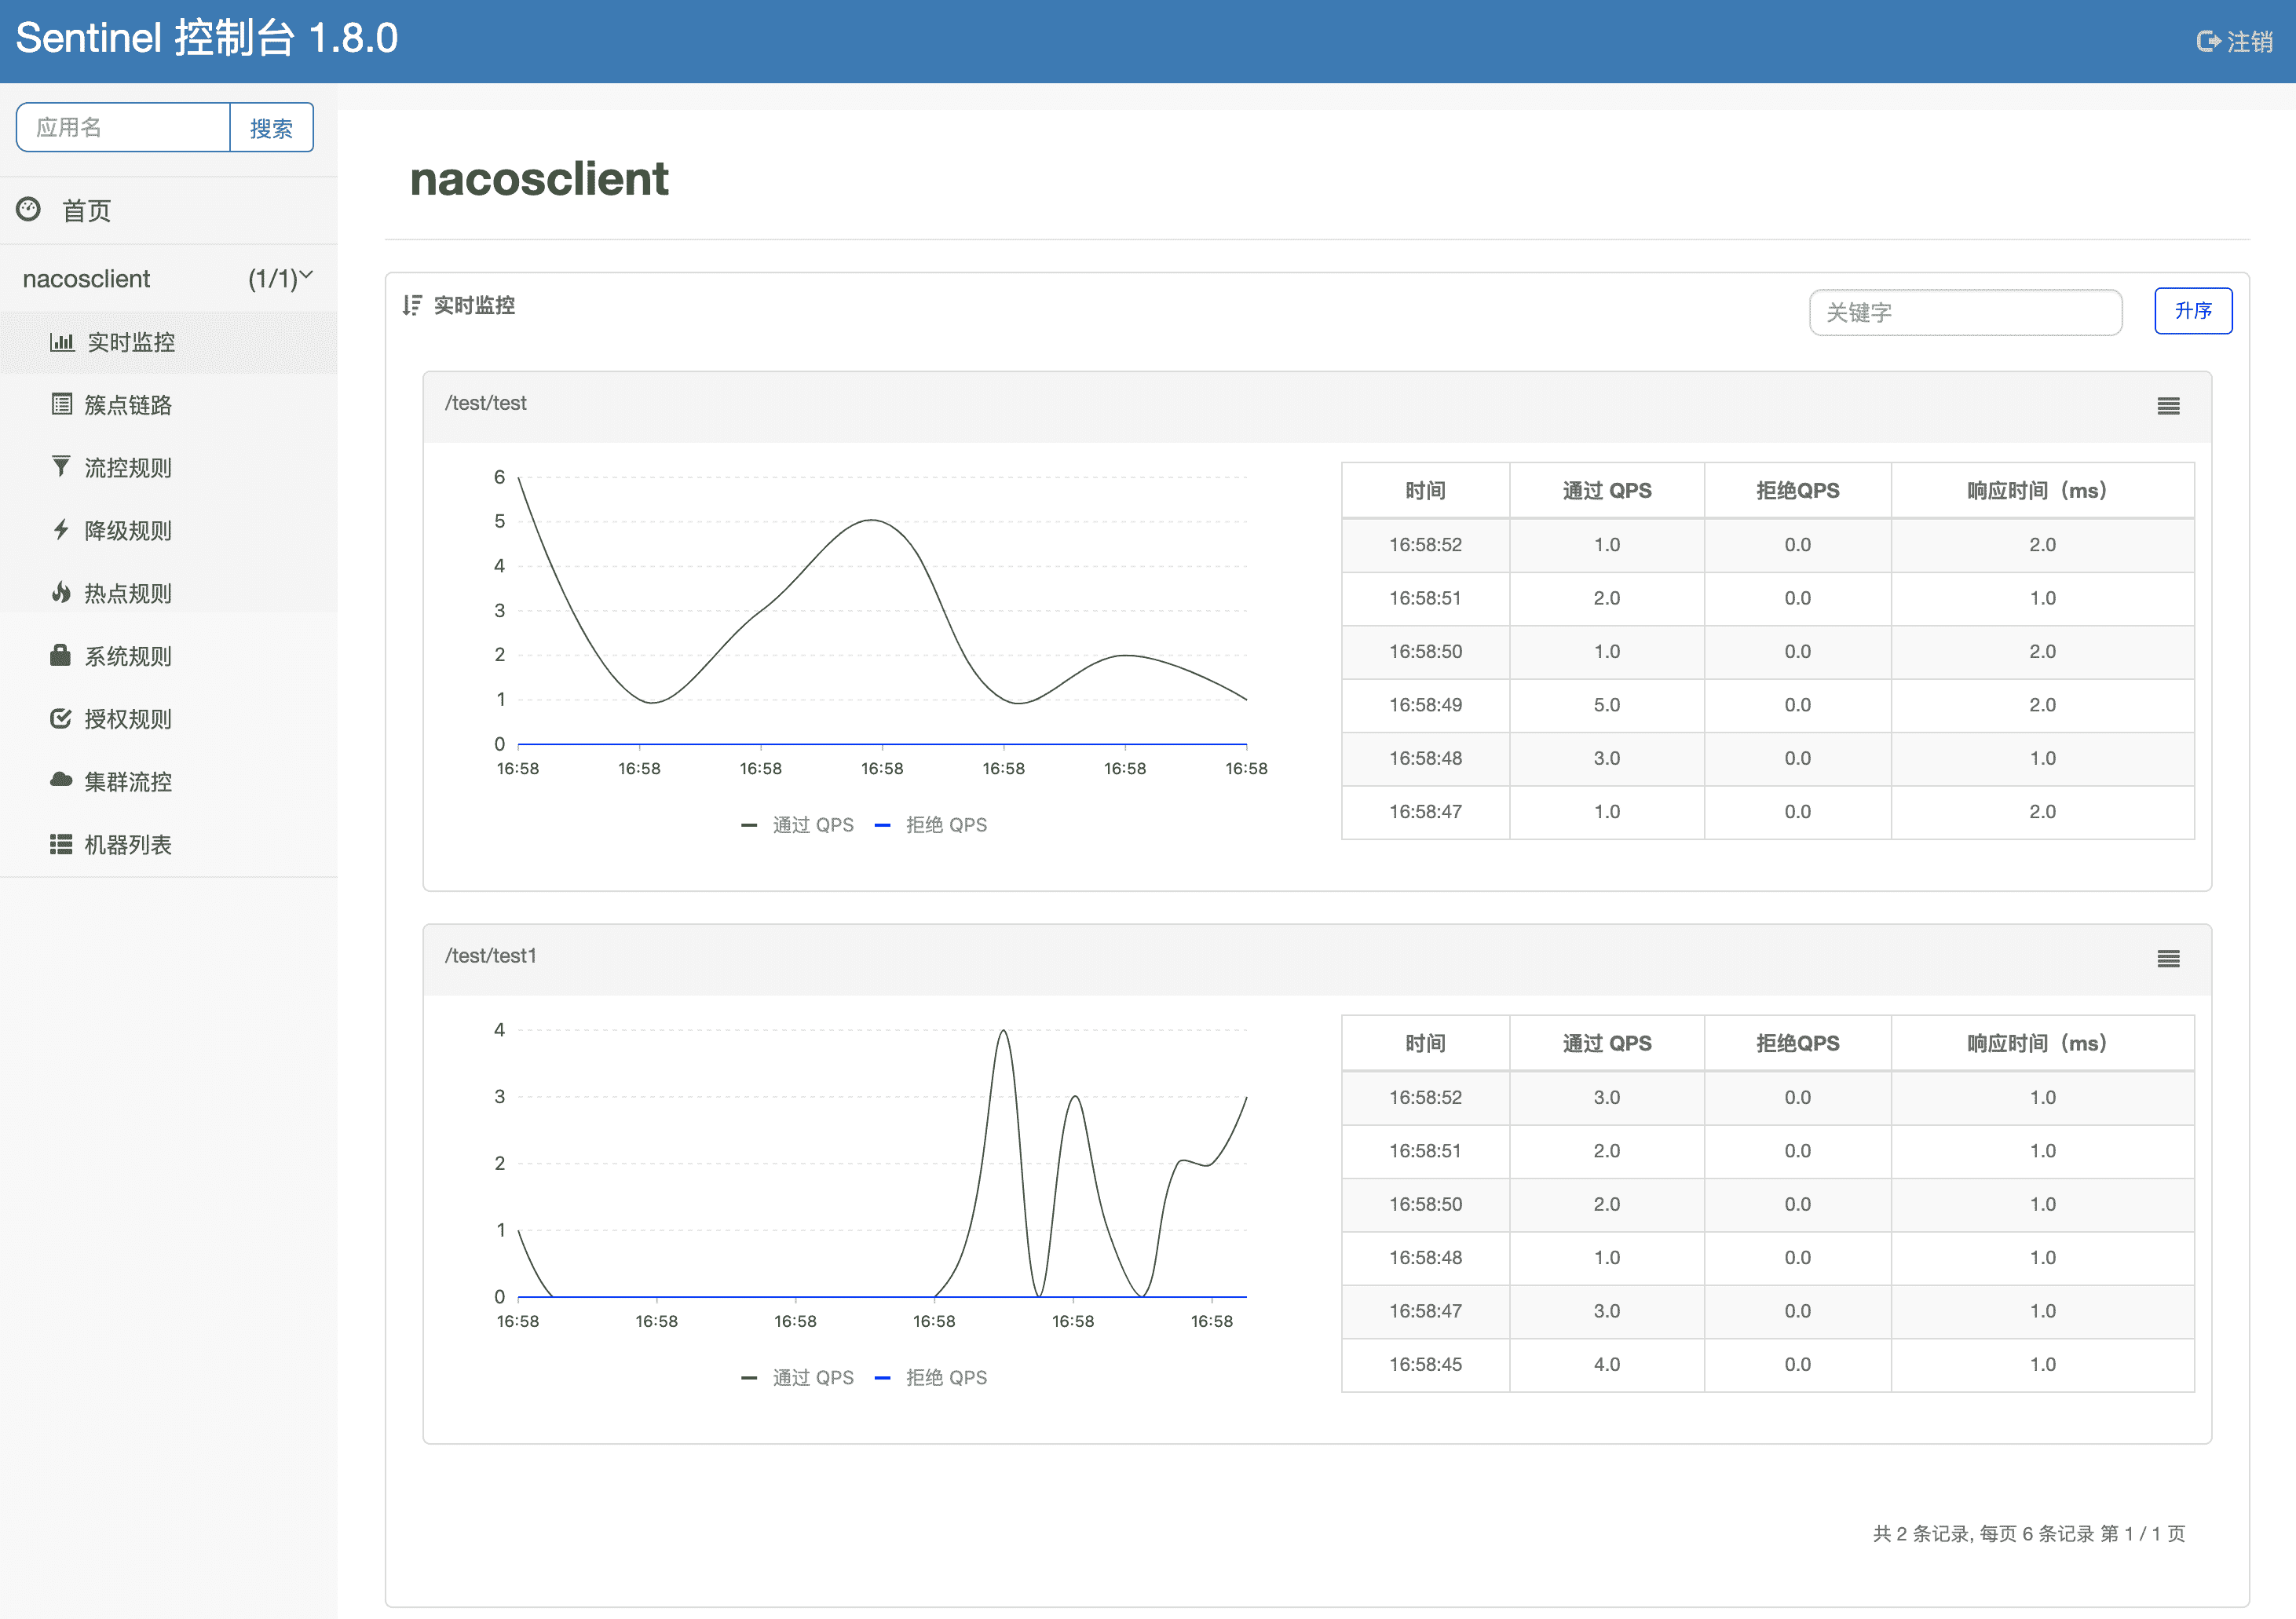 Sentinel 控制台 1.8.0
注销
应用名 搜索
首页
nacosclient (1/1)
实时监控
簇点链路
流控规则
降级规则
热点规则
系统规则
授权规则
集群流控
机器列表
nacosclient
实时监控
关键字 升序
/test/test
6
5
4
3
2
1
0
16:58 16:58 16:58 16:58 16:58 16:58 16:58
通过 QPS 拒绝 QPS
时间 通过 QPS 拒绝QPS 响应时间（ms）
16:58:52 1.0 0.0 2.0
16:58:51 2.0 0.0 1.0
16:58:50 1.0 0.0 2.0
16:58:49 5.0 0.0 2.0
16:58:48 3.0 0.0 1.0
16:58:47 1.0 0.0 2.0
/test/test1
4
3
2
1
0
16:58 16:58 16:58 16:58 16:58 16:58
通过 QPS 拒绝 QPS
时间 通过 QPS 拒绝QPS 响应时间（ms）
16:58:52 3.0 0.0 1.0
16:58:51 2.0 0.0 1.0
16:58:50 2.0 0.0 1.0
16:58:48 1.0 0.0 1.0
16:58:47 3.0 0.0 1.0
16:58:45 4.0 0.0 1.0
共 2 条记录, 每页 6 条记录 第 1 / 1 页